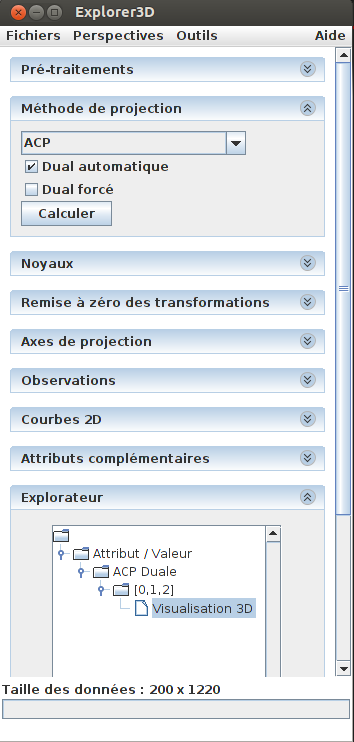 Explorer3D
Fichiers Perspectives Outils Aide
Pré-traitements
Méthode de projection
ACP
Dual automatique
Dual forcé
Calculer
Noyaux
Remise à zéro des transformations
Axes de projection
Observations
Courbes 2D
Attributs complémentaires
Explorateur
Attribut / Valeur
ACP Duale
[0,1,2]
Visualisation 3D
Taille des données : 200 x 1220